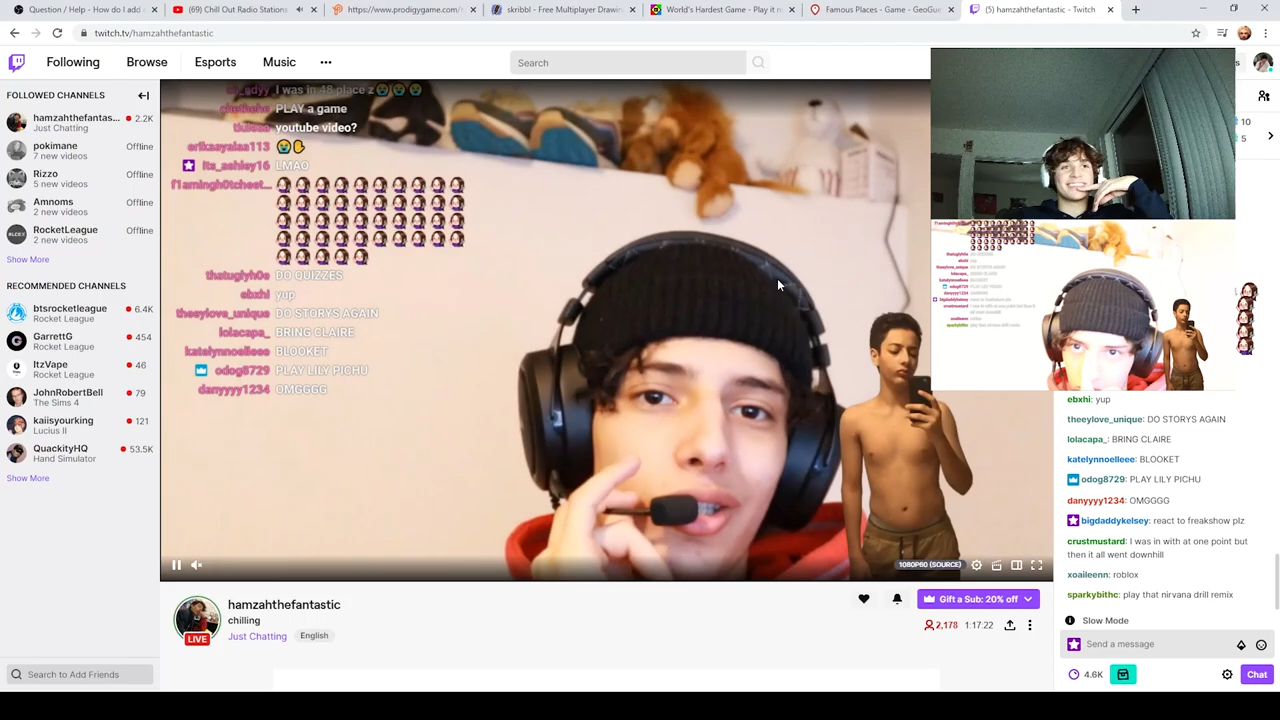 Question / Help - How do I add a
(69) Chill Out Radio Stations
https://www.prodigygame.com/
skribbl - Free Multiplayer Drawin
World's Hardest Game - Play it n
Famous Places - Game - GeoGue
(5) hamzahthefantastic - Twitch
twitch.tv/hamzahthefantastic
Following Browse Esports Music
Search
FOLLOWED CHANNELS
hamzahthefantas... 2.2K
Just Chatting
pokimane Offline
7 new videos
Rizzo Offline
5 new videos
Amnoms Offline
2 new videos
RocketLeague Offline
2 new videos
Show More
RECOMMENDED CHANNELS
btsrocketleague 6.4K
Rocket League
GarrettG 454
Rocket League
ItzVape 46
Rocket League
JohnRobertBell 79
The Sims 4
kaiisyourking 121
Lucius II
QuackityHQ 53.5K
Hand Simulator
Show More
Search to Add Friends
I was in 48 place z
PLAY a game
youtube video?
erikaayalaa113
its_ashley16 LMAO
f1amingh0tcheet...
thatuglyh0e DO QUIZZES
ebxhi yup
theeylove_unique DO STORYS AGAIN
lolacapa_ BRING CLAIRE
katelynnoelleee BLOOKET
odog8729 PLAY LILY PICHU
danyyyy1234 OMGGGG
1080P60 (SOURCE)
hamzahthefantastic
chilling
Just Chatting English
LIVE
Gift a Sub: 20% off
2,178 1:17:22
10
5
ebxhi: yup
theeylove_unique: DO STORYS AGAIN
lolacapa_: BRING CLAIRE
katelynnoelleee: BLOOKET
odog8729: PLAY LILY PICHU
danyyyy1234: OMGGGG
bigdaddykelsey: react to freakshow plz
crustmustard: I was in with at one point but
then it all went downhill
xoaileenn: roblox
sparkybithc: play that nirvana drill remix
Slow Mode
Send a message
4.6K
Chat